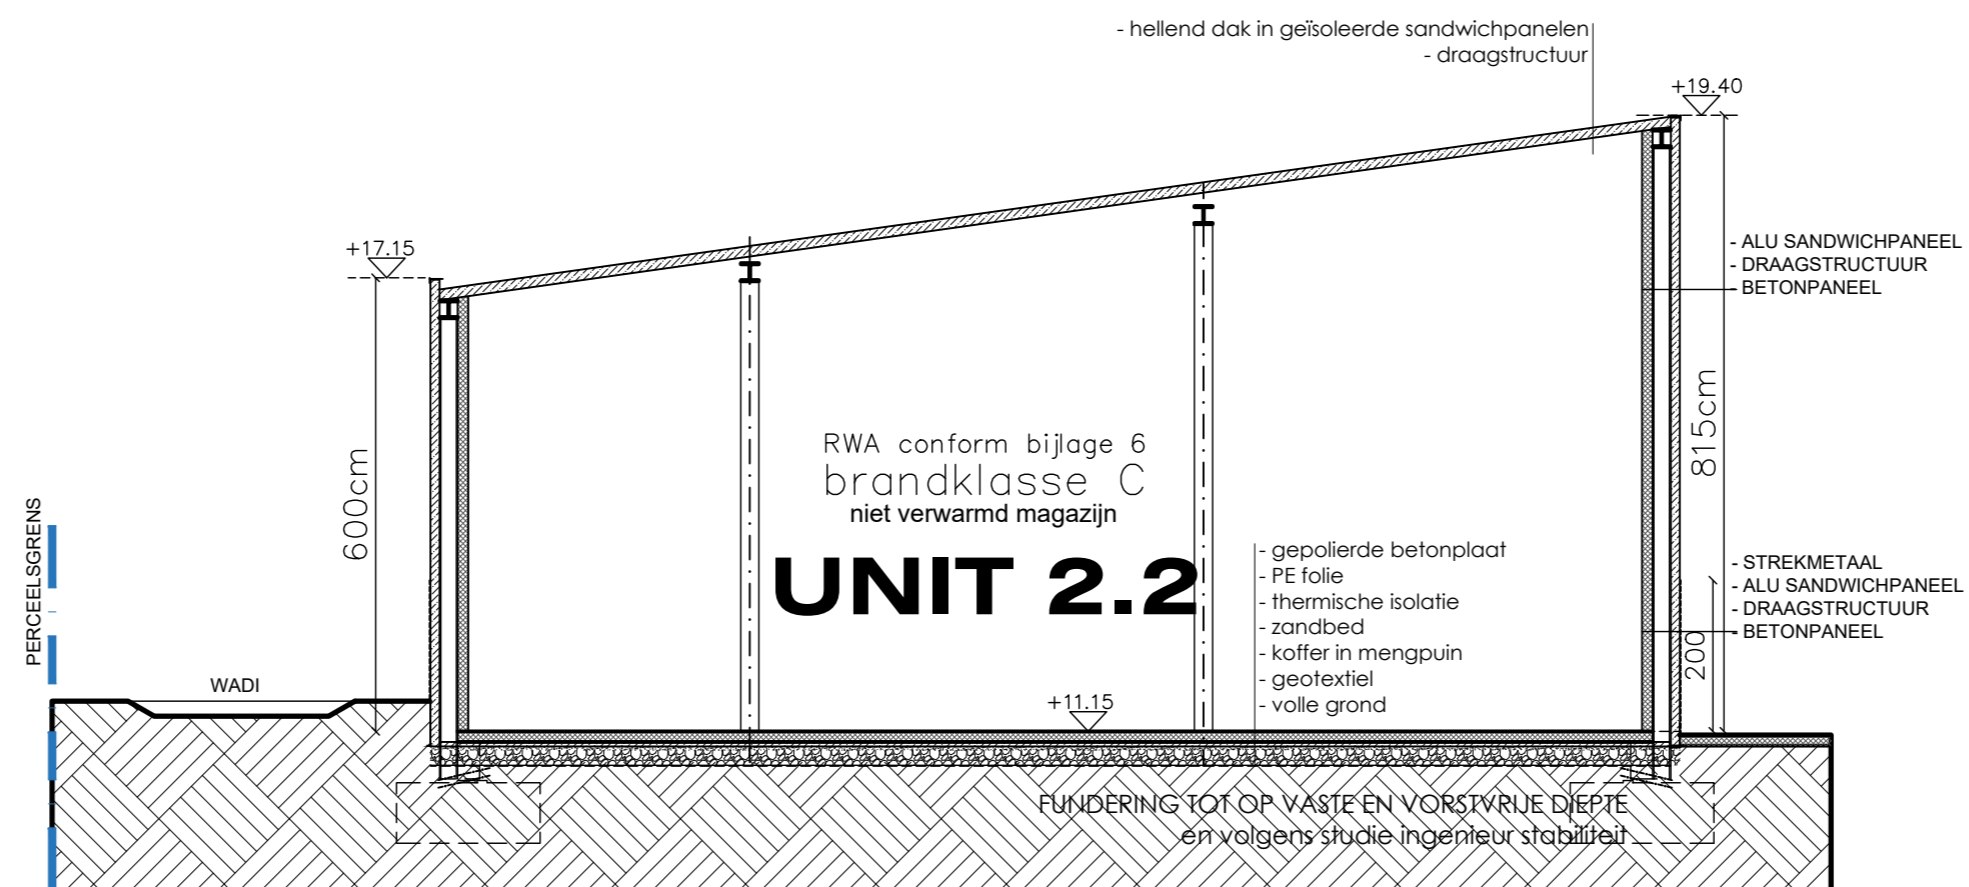 - hellend dak in geïsoleerde sandwichpanelen
- draagstructuur
+19.40
+17.15
- ALU SANDWICHPANEEL
- DRAAGSTRUCTUUR
- BETONPANEEL
815cm
600cm
RWA conform bijlage 6
brandklasse C
niet verwarmd magazijn
UNIT 2.2
PERCEELSGRENS
WADI
- gepolierde betonplaat
- PE folie
- thermische isolatie
- zandbed
- koffer in mengpuin
- geotextiel
- volle grond
- STREKMETAAL
- ALU SANDWICHPANEEL
- DRAAGSTRUCTUUR
- BETONPANEEL
200
+11.15
FUNDERING TOT OP VASTE EN VORSTVRIJE DIEPTE
en volgens studie ingenieur stabiliteit